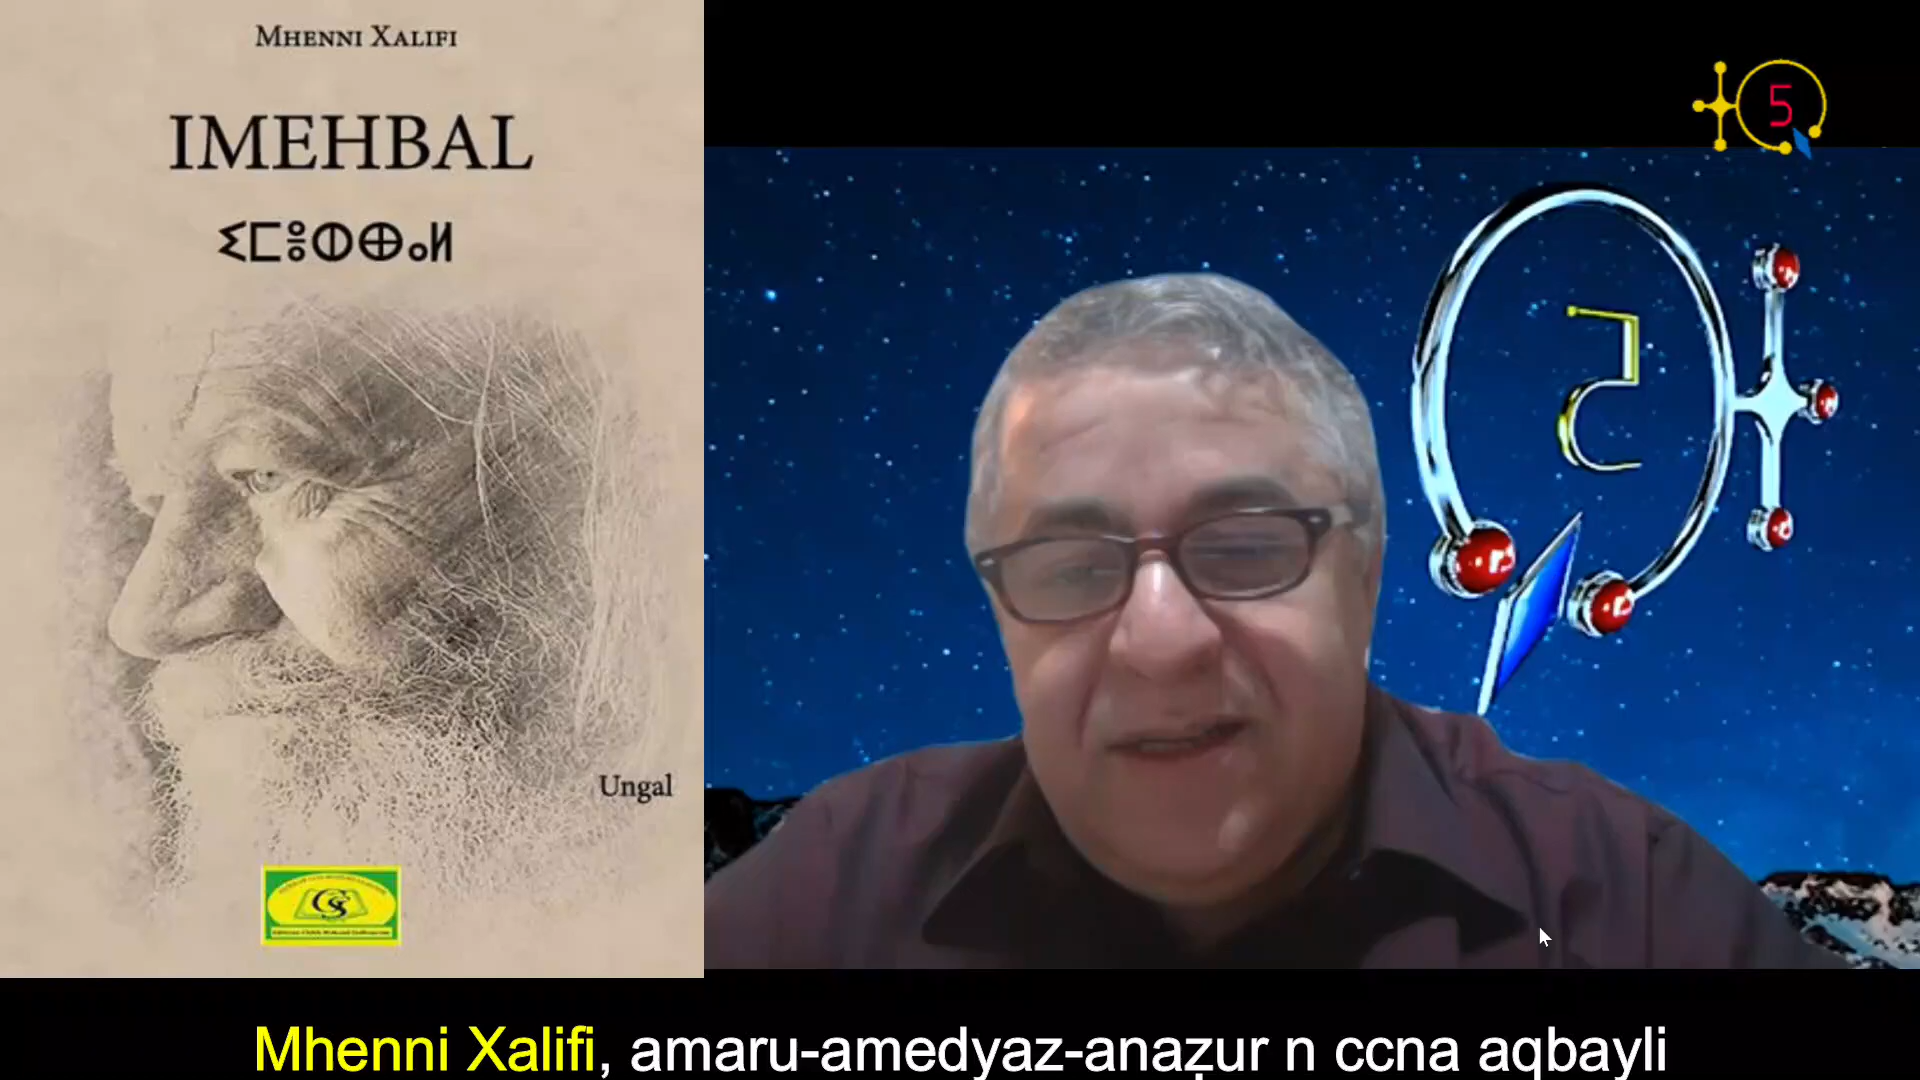 MHENNI XALIFI
IMEHBAL
ⵉⵎⴻⵀⴱⴰⵍ
Ungal
5
Mhenni Xalifi, amaru-amedyaz-anaẓur n ccna aqbayli